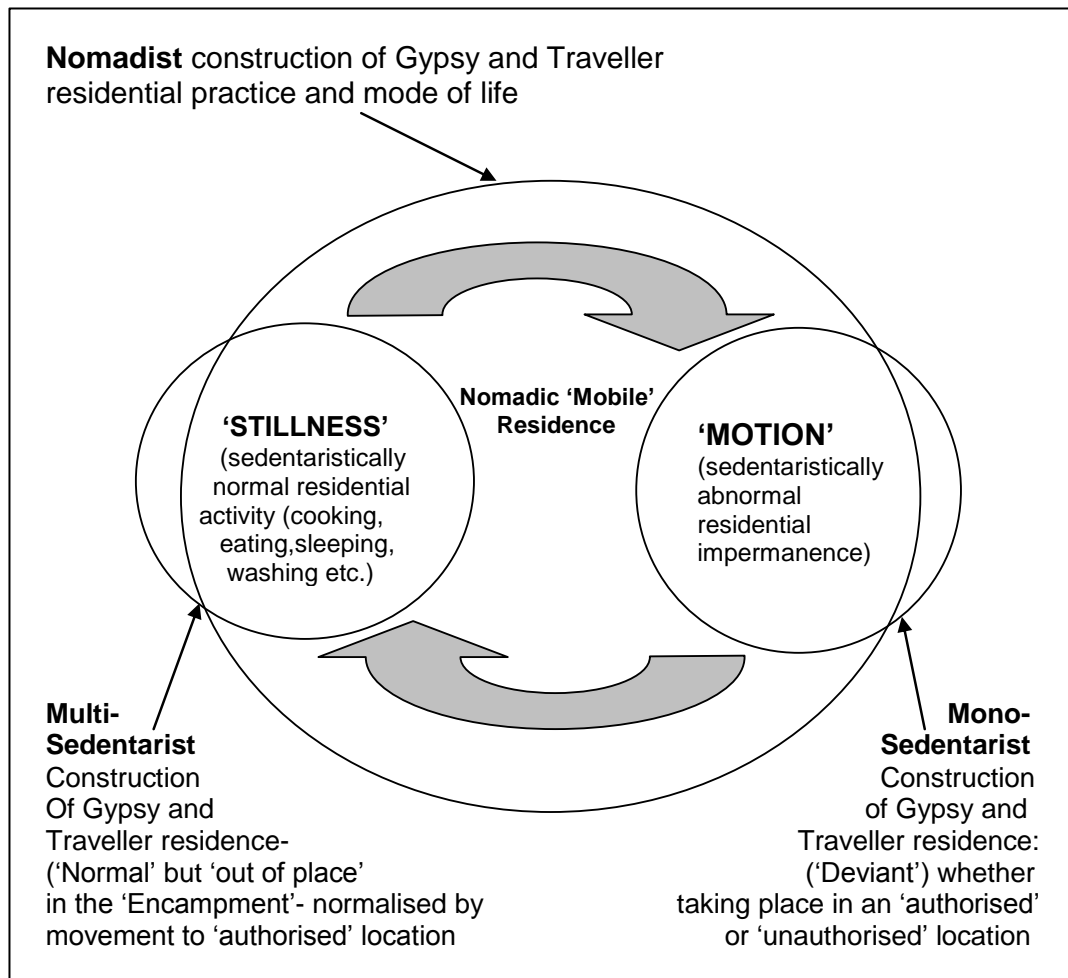 Nomadist construction of Gypsy and Traveller
residential practice and mode of life
Nomadic ‘Mobile’
Residence
‘STILLNESS’
(sedentaristically
normal residential
activity (cooking,
eating,sleeping,
washing etc.)
‘MOTION’
(sedentaristically
abnormal
residential
impermanence)
Multi-
Sedentarist
Construction
Of Gypsy and
Traveller residence-
(‘Normal’ but ‘out of place’
in the ‘Encampment’- normalised by
movement to ‘authorised’ location
Mono-
Sedentarist
Construction
of Gypsy and
Traveller residence:
(‘Deviant’) whether
taking place in an ‘authorised’
or ‘unauthorised’ location